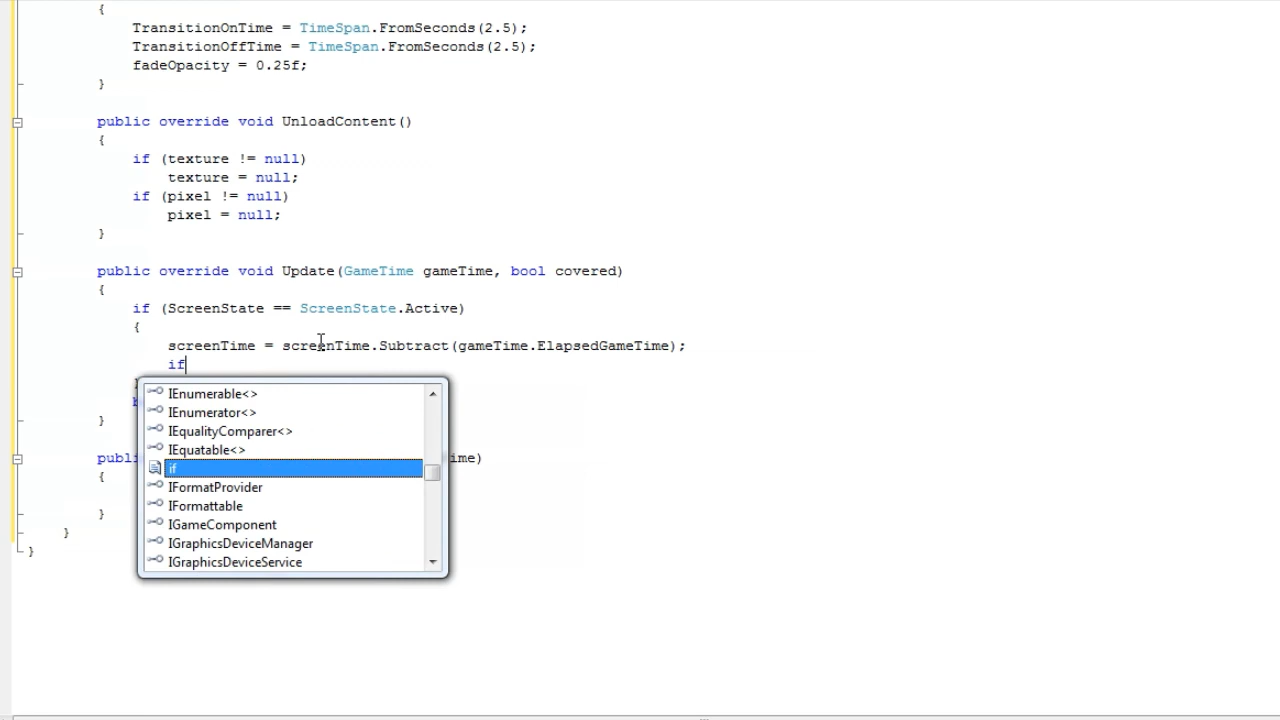 {
TransitionOnTime = TimeSpan.FromSeconds(2.5);
TransitionOffTime = TimeSpan.FromSeconds(2.5);
fadeOpacity = 0.25f;
}
public override void UnloadContent()
{
if (texture != null)
texture = null;
if (pixel != null)
pixel = null;
}
public override void Update(GameTime gameTime, bool covered)
{
if (ScreenState == ScreenState.Active)
{
screenTime = screenTime.Subtract(gameTime.ElapsedGameTime);
if
IEnumerable<>
IEnumerator<>
}
IEqualityComparer<>
IEquatable<>
publi ime)
{ if
IFormatProvider
IFormattable
}
IGameComponent
}
IGraphicsDeviceManager
}
IGraphicsDeviceService